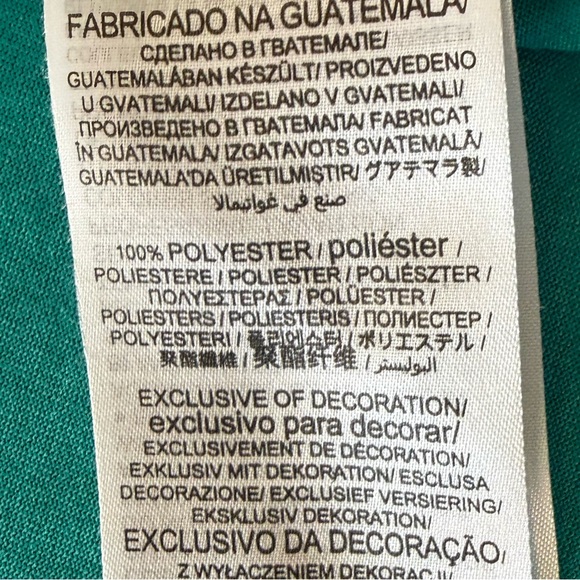 FABRICADO NA GUATEMALA/
СДЕЛАНО В ГВАТЕМАЛЕ/
GUATEMALÁBAN KÉSZÜLT/ PROIZVEDENO
U GVATEMALI/ IZDELANO V GVATEMALI/
ПРОИЗВЕДЕНО В ГВАТЕМАЛА/ FABRICAT
ÎN GUATEMALA/ IZGATAVOTS GVATEMALĀ/
GUATEMALA'DA ÜRETILMIŞTIR/ グアテマラ製/
صنع في غواتيمالا
100% POLYESTER / poliéster /
POLIESTERE / POLIESTER / POLIÉSZTER /
ΠΟΛΥΕΣΤΕΡΑΣ / POLÜESTER /
POLIESTERS / POLIESTERIS / ПОЛИЕСТЕР /
POLYESTERI / 폴리에스터 / ポリエステル /
聚酯纖維 / 聚酯纤维 / البوليستر /
EXCLUSIVE OF DECORATION/
exclusivo para decorar/
EXCLUSIVEMENT DE DÉCORATION/
EXKLUSIV MIT DEKORATION/ ESCLUSA
DECORAZIONE/ EXCLUSIEF VERSIERING/
EKSKLUSIV DEKORATION/
EXCLUSIVO DA DECORAÇÃO/
Z WYŁĄCZENIEM DEKORACJI/